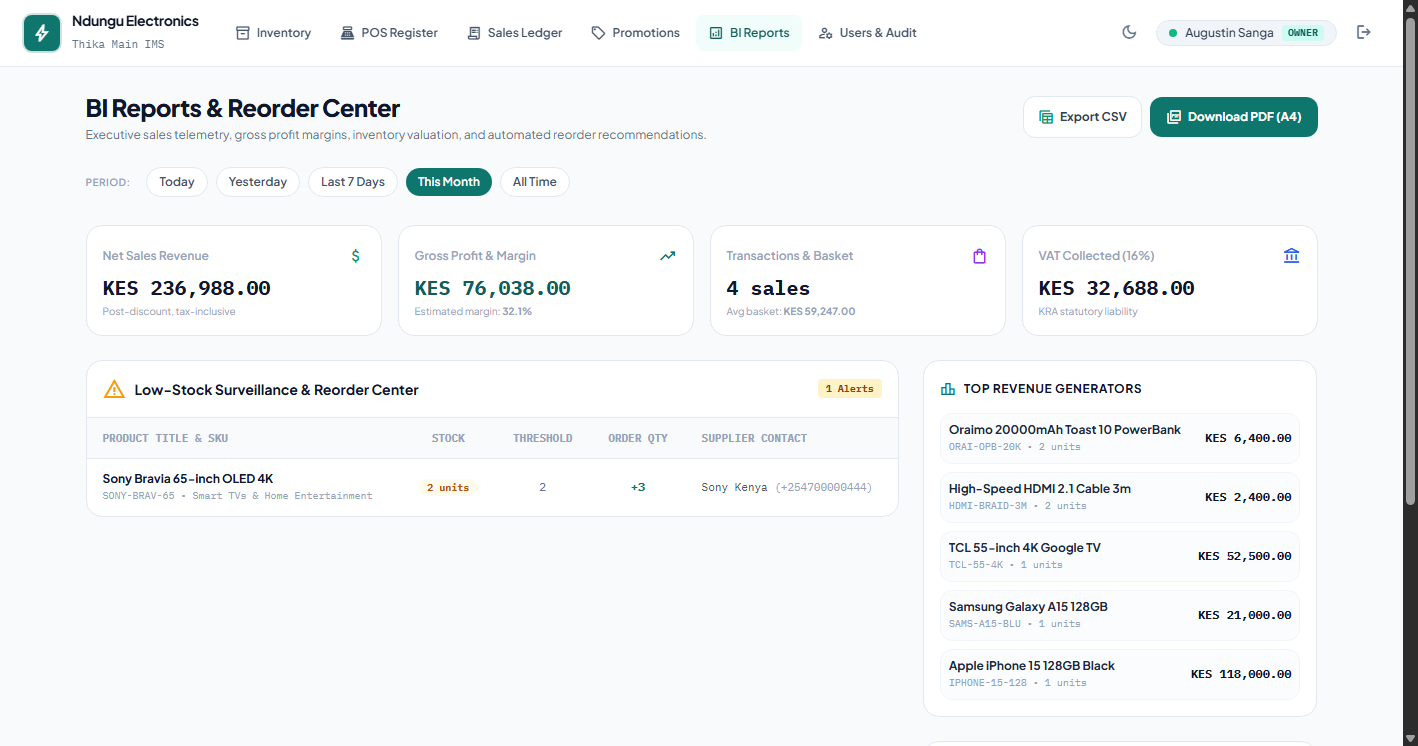 Ndungu Electronics
Thika Main IMS
Inventory
POS Register
Sales Ledger
Promotions
BI Reports
Users & Audit
Augustin Sanga OWNER
BI Reports & Reorder Center
Executive sales telemetry, gross profit margins, inventory valuation, and automated reorder recommendations.
Export CSV
Download PDF (A4)
PERIOD: Today Yesterday Last 7 Days This Month All Time
Net Sales Revenue
$
KES 236,988.00
Post-discount, tax-inclusive
Gross Profit & Margin
KES 76,038.00
Estimated margin: 32.1%
Transactions & Basket
4 sales
Avg basket: KES 59,247.00
VAT Collected (16%)
KES 32,688.00
KRA statutory liability
Low-Stock Surveillance & Reorder Center
1 Alerts
PRODUCT TITLE & SKU STOCK THRESHOLD ORDER QTY SUPPLIER CONTACT
Sony Bravia 65-inch OLED 4K
SONY-BRAV-65 • Smart TVs & Home Entertainment
2 units 2 +3 Sony Kenya (+254700000444)
TOP REVENUE GENERATORS
Oraimo 20000mAh Toast 10 PowerBank
ORAI-OPB-20K • 2 units
KES 6,400.00
High-Speed HDMI 2.1 Cable 3m
HDMI-BRAID-3M • 2 units
KES 2,400.00
TCL 55-inch 4K Google TV
TCL-55-4K • 1 units
KES 52,500.00
Samsung Galaxy A15 128GB
SAMS-A15-BLU • 1 units
KES 21,000.00
Apple iPhone 15 128GB Black
IPHONE-15-128 • 1 units
KES 118,000.00